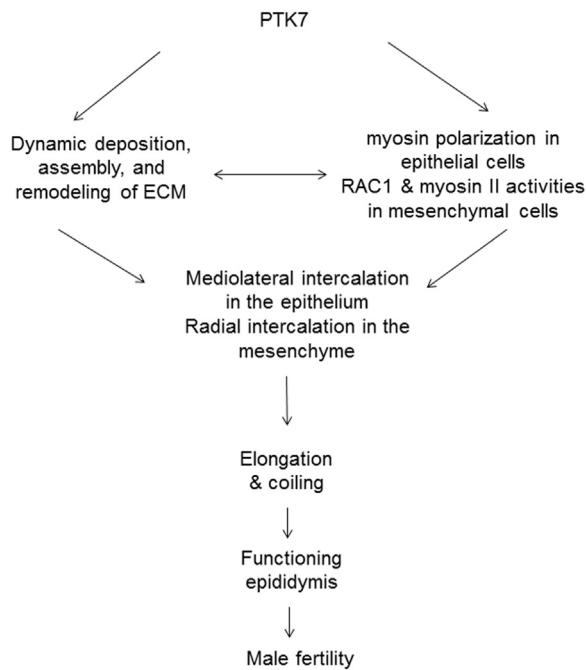 PTK7
Dynamic deposition,
assembly, and
remodeling of ECM
myosin polarization in
epithelial cells
RAC1 & myosin II activities
in mesenchymal cells
Mediolateral intercalation
in the epithelium
Radial intercalation in the
mesenchyme
Elongation
& coiling
Functioning
epididymis
Male fertility